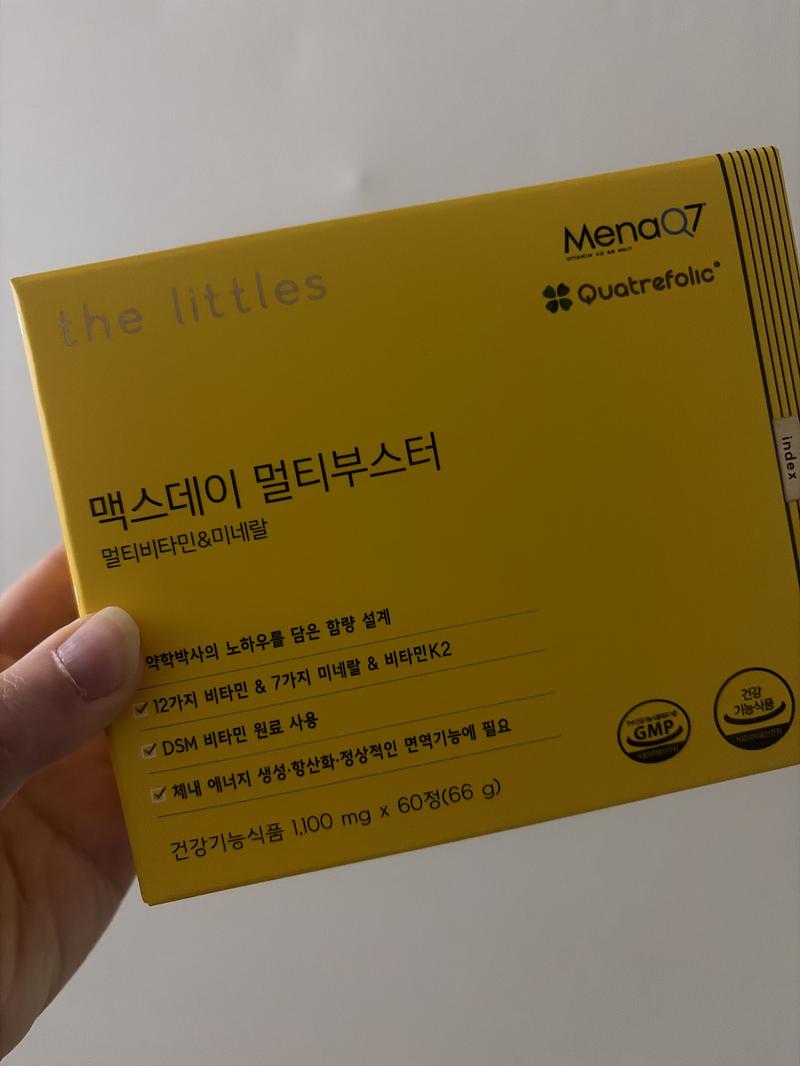 the littles
MenaQ7
VITAMIN K2 AS MK-7
Quatrefolic®
index
맥스데이 멀티부스터
멀티비타민&미네랄
약학박사의 노하우를 담은 함량 설계
12가지 비타민 & 7가지 미네랄 & 비타민K2
DSM 비타민 원료 사용
체내 에너지 생성·항산화·정상적인 면역기능에 필요
건강기능식품 1,100 mg x 60정(66 g)
GMP
건강
기능식품